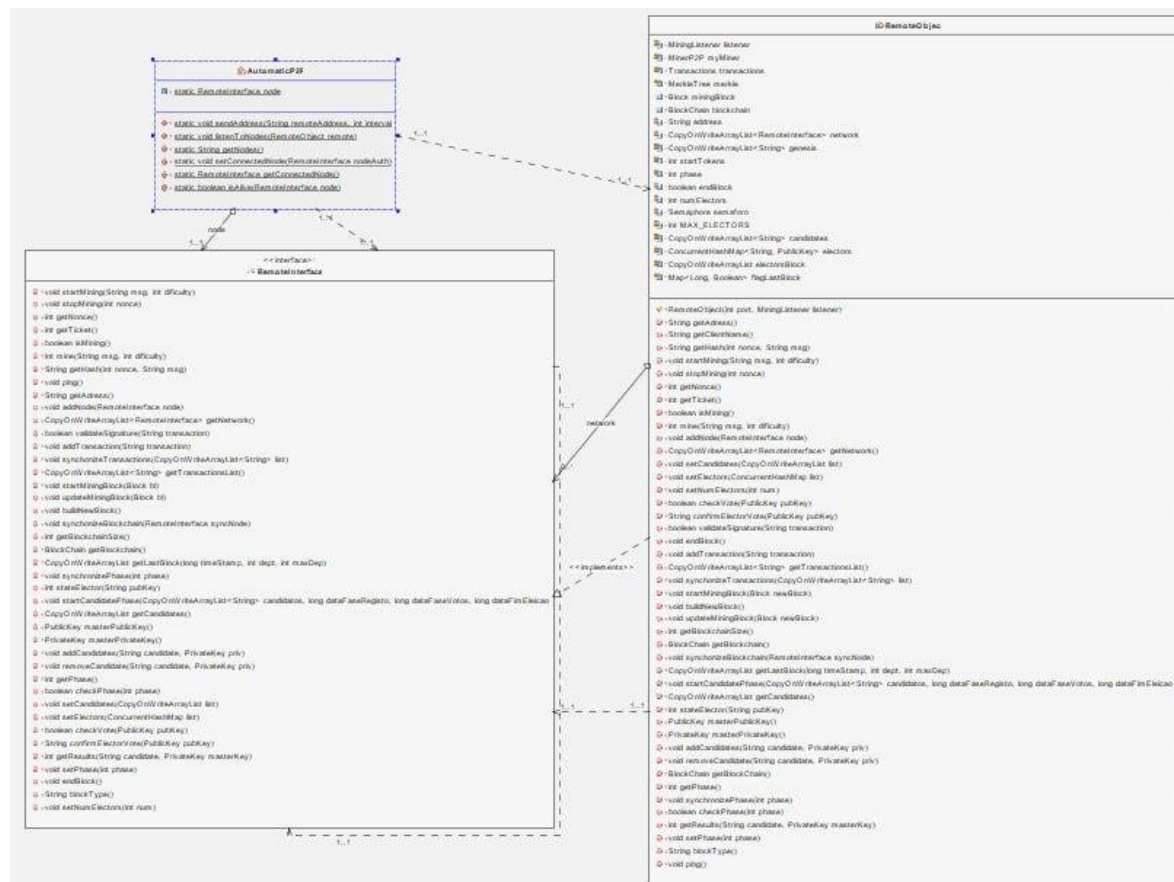 AutomaticP2P
- static RemoteInterface node
- static void sendAddress(String remoteAddress, int interval
- static void listenToNodes(RemoteObject remote)
- static String getNodes()
- static void setConnectedNode(RemoteInterface nodeAuth)
- static RemoteInterface getConnectedNode()
- static boolean isAlive(RemoteInterface node)
node
1..1
1..1
1..1
1..1
1..1
<<interface>>
RemoteInterface
void startMining(String msg, int dificulty)
void stopMining(int nonce)
int getNonce()
int getTicket()
boolean isMining()
int mine(String msg, int dificulty)
String getHash(int nonce, String msg)
void ping()
String getAdress()
void addNode(RemoteInterface node)
CopyOnWriteArrayList<RemoteInterface> getNetwork()
boolean validateSignature(String transaction)
void addTransaction(String transaction)
void synchonizeTransactions(CopyOnWriteArrayList<String> list)
CopyOnWriteArrayList<String> getTransactionsList()
void startMiningBlock(Block bl)
void updateMiningBlock(Block bl)
void buildNewBlock()
void synchonizeBlockchain(RemoteInterface syncNode)
int getBlockchainSize()
BlockChain getBlockchain()
CopyOnWriteArrayList getLastBlock(long timeStamp, int dept, int maxDep)
void synchronizePhase(int phase)
int stateElector(String pubKey)
void startCandidatePhase(CopyOnWriteArrayList<String> candidatos, long dataFaseRegisto, long dataFaseVotos, long dataFimEleicao
CopyOnWriteArrayList getCandidates()
PublicKey masterPublicKey()
PrivateKey masterPrivateKey()
void addCandidates(String candidate, PrivateKey priv)
void removeCandidate(String candidate, PrivateKey priv)
int getPhase()
boolean checkPhase(int phase)
void setCandidates(CopyOnWriteArrayList list)
void setElectors(ConcurrentHashMap list)
boolean checkVote(PublicKey pubKey)
String confirmElectorVote(PublicKey pubKey)
int getResults(String candidate, PrivateKey masterKey)
void setPhase(int phase)
void endBlock()
String blockType()
void setNumElectors(int num)
1..1
network
<<implements>>
1..1
1..1
1..1
RemoteObjec
- MiningListener listener
- MinerP2P myMiner
- Transactions transactions
- MerkleTree merkle
- Block miningBlock
- BlockChain blockchain
- String address
- CopyOnWriteArrayList<RemoteInterface> network
- CopyOnWriteArrayList<String> genesis
- int startTokens
- int phase
- boolean endBlock
- int numElectors
- Semaphore semaforo
- int MAX_ELECTORS
- CopyOnWriteArrayList<String> candidates
- ConcurrentHashMap<String, PublicKey> electors
- CopyOnWriteArrayList electorsBlock
- Map<Long, Boolean> flagLastBlock
RemoteObject(int port, MiningListener listener)
String getAdress()
String getClientName()
String getHash(int nonce, String msg)
void startMining(String msg, int dificulty)
void stopMining(int nonce)
int getNonce()
int getTicket()
boolean isMining()
int mine(String msg, int dificulty)
void addNode(RemoteInterface node)
CopyOnWriteArrayList<RemoteInterface> getNetwork()
void setCandidates(CopyOnWriteArrayList list)
void setElectors(ConcurrentHashMap list)
void setNumElectors(int num)
boolean checkVote(PublicKey pubKey)
String confirmElectorVote(PublicKey pubKey)
boolean validateSignature(String transaction)
void endBlock()
void addTransaction(String transaction)
CopyOnWriteArrayList<String> getTransactionsList()
void synchonizeTransactions(CopyOnWriteArrayList<String> list)
void startMiningBlock(Block newBlock)
void buildNewBlock()
void updateMiningBlock(Block newBlock)
int getBlockchainSize()
BlockChain getBlockchain()
void synchonizeBlockchain(RemoteInterface syncNode)
CopyOnWriteArrayList getLastBlock(long timeStamp, int dept, int maxDep)
void startCandidatePhase(CopyOnWriteArrayList<String> candidatos, long dataFaseRegisto, long dataFaseVotos, long dataFimEleicao
CopyOnWriteArrayList getCandidates()
int stateElector(String pubKey)
PublicKey masterPublicKey()
PrivateKey masterPrivateKey()
void addCandidates(String candidate, PrivateKey priv)
void removeCandidate(String candidate, PrivateKey priv)
BlockChain getBlockChain()
int getPhase()
void synchronizePhase(int phase)
boolean checkPhase(int phase)
int getResults(String candidate, PrivateKey masterKey)
void setPhase(int phase)
String blockType()
void ping()